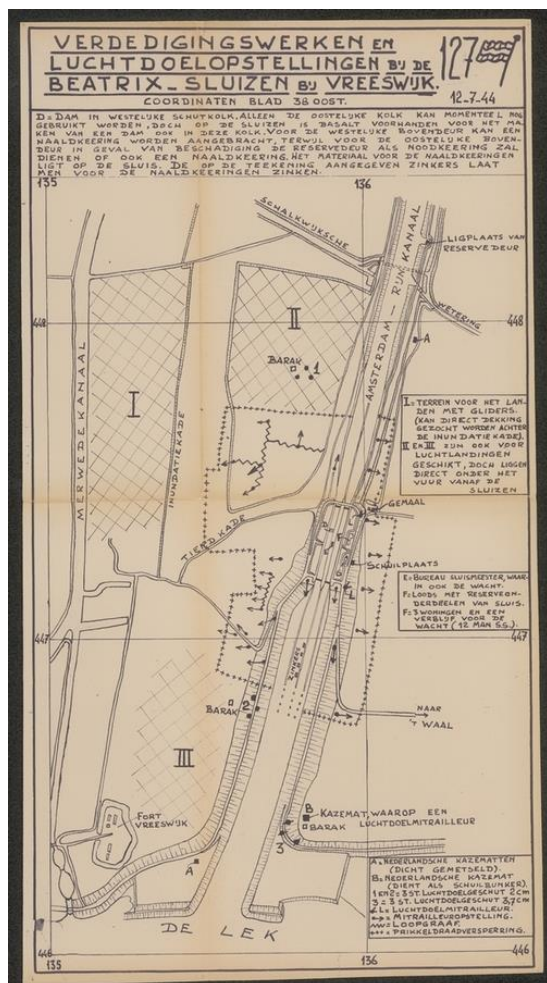 VERDEDIGINGSWERKEN EN
LUCHTDOELOPSTELLINGEN BIJ DE
BEATRIX-SLUIZEN BIJ VREESWIJK.
127
COORDINATEN BLAD 38 OOST.
12-7-44
D = DAM IN WESTELIJKE SCHUTKOLK. ALLEEN DE OOSTELIJKE KOLK KAN MOMENTEEL NOG
GEBRUIKT WORDEN, DOCH OP DE SLUIZEN IS BASALT VOORHANDEN VOOR HET MA-
KEN VAN EEN DAM OOK IN DEZE KOLK. VOOR DE WESTELIJKE BOVENDEUR KAN EEN
NAALDKEERING WORDEN AANGEBRACHT, TERWIJL VOOR DE OOSTELIJKE BOVEN-
DEUR IN GEVAL VAN BESCHADIGING DE RESERVEDEUR ALS NOODKEERING ZAL
DIENEN OF OOK EEN NAALDKEERING. HET MATERIAAL VOOR DE NAALDKEERINGEN
LIGT OP DE SLUIS. DE OP DE TEEKENING AANGEGEVEN ZINKERS LAAT
MEN VOOR DE NAALDKEERINGEN ZINKEN.
135
136
SCHALKWIJKSCHE
LIGPLAATS VAN
RESERVEDEUR
AMSTERDAM - RIJNKANAAL
WETERING
448
448
A
II
BARAK
1
I
MERWEDEKANAAL
INUNDATIEKADE
I = TERREIN VOOR HET LAN-
DEN MET GLIDERS.
(KAN DIRECT DEKKING
GEZOCHT WORDEN ACHTER
DE INUNDATIEKADE).
II EN III ZIJN OOK VOOR
LUCHTLANDINGEN
GESCHIKT, DOCH LIGGEN
DIRECT ONDER HET
VUUR VANAF DE
SLUIZEN
GEMAAL
TIENDKADE
SCHUILPLAATS
E = BUREAU SLUISMEESTER, WAAR-
IN OOK DE WACHT.
F = LOODS MET RESERVEON-
DERDEELEN VAN SLUIS.
F = 3 WONINGEN EN EEN
VERBLIJF VOOR DE
WACHT (12 MAN S.S.).
447
447
ZINKERS
BARAK
2
NAAR
'T WAAL
III
FORT
VREESWIJK
B
KAZEMAT, WAAROP EEN
LUCHTDOELMITRAILLEUR
BARAK
3
A
A = NEDERLANDSCHE KAZEMATTEN
(DICHT GEMETSELD).
B = NEDERLANDSCHE KAZEMAT
(DIENT ALS SCHUILBUNKER).
1 EN 2 = 3 ST. LUCHTDOELGESCHUT 2 CM
3 = 3 ST. LUCHTDOELGESCHUT 3,7 CM
L = LUCHTDOELMITRAILLEUR.
= MITRAILLEUROPSTELLING.
= LOOPGRAAF.
= PRIKKELDRAADVERSPERRING.
DE LEK
446
135
136
446